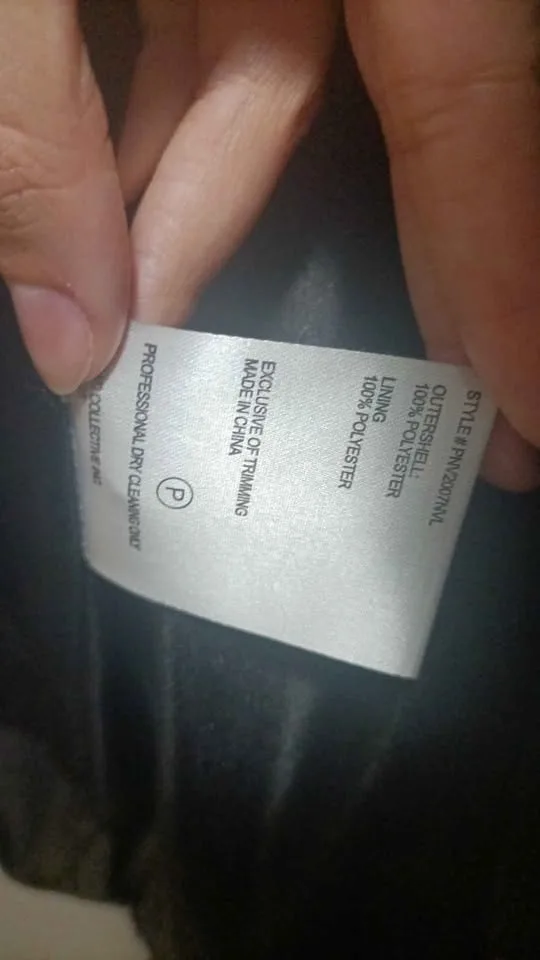 STYLE # PNV2007NVL
OUTERSHELL:
100% POLYESTER
LINING
100% POLYESTER
EXCLUSIVE OF TRIMMING
MADE IN CHINA
P
PROFESSIONAL DRY CLEANING ONLY
COLLECTIVE INC